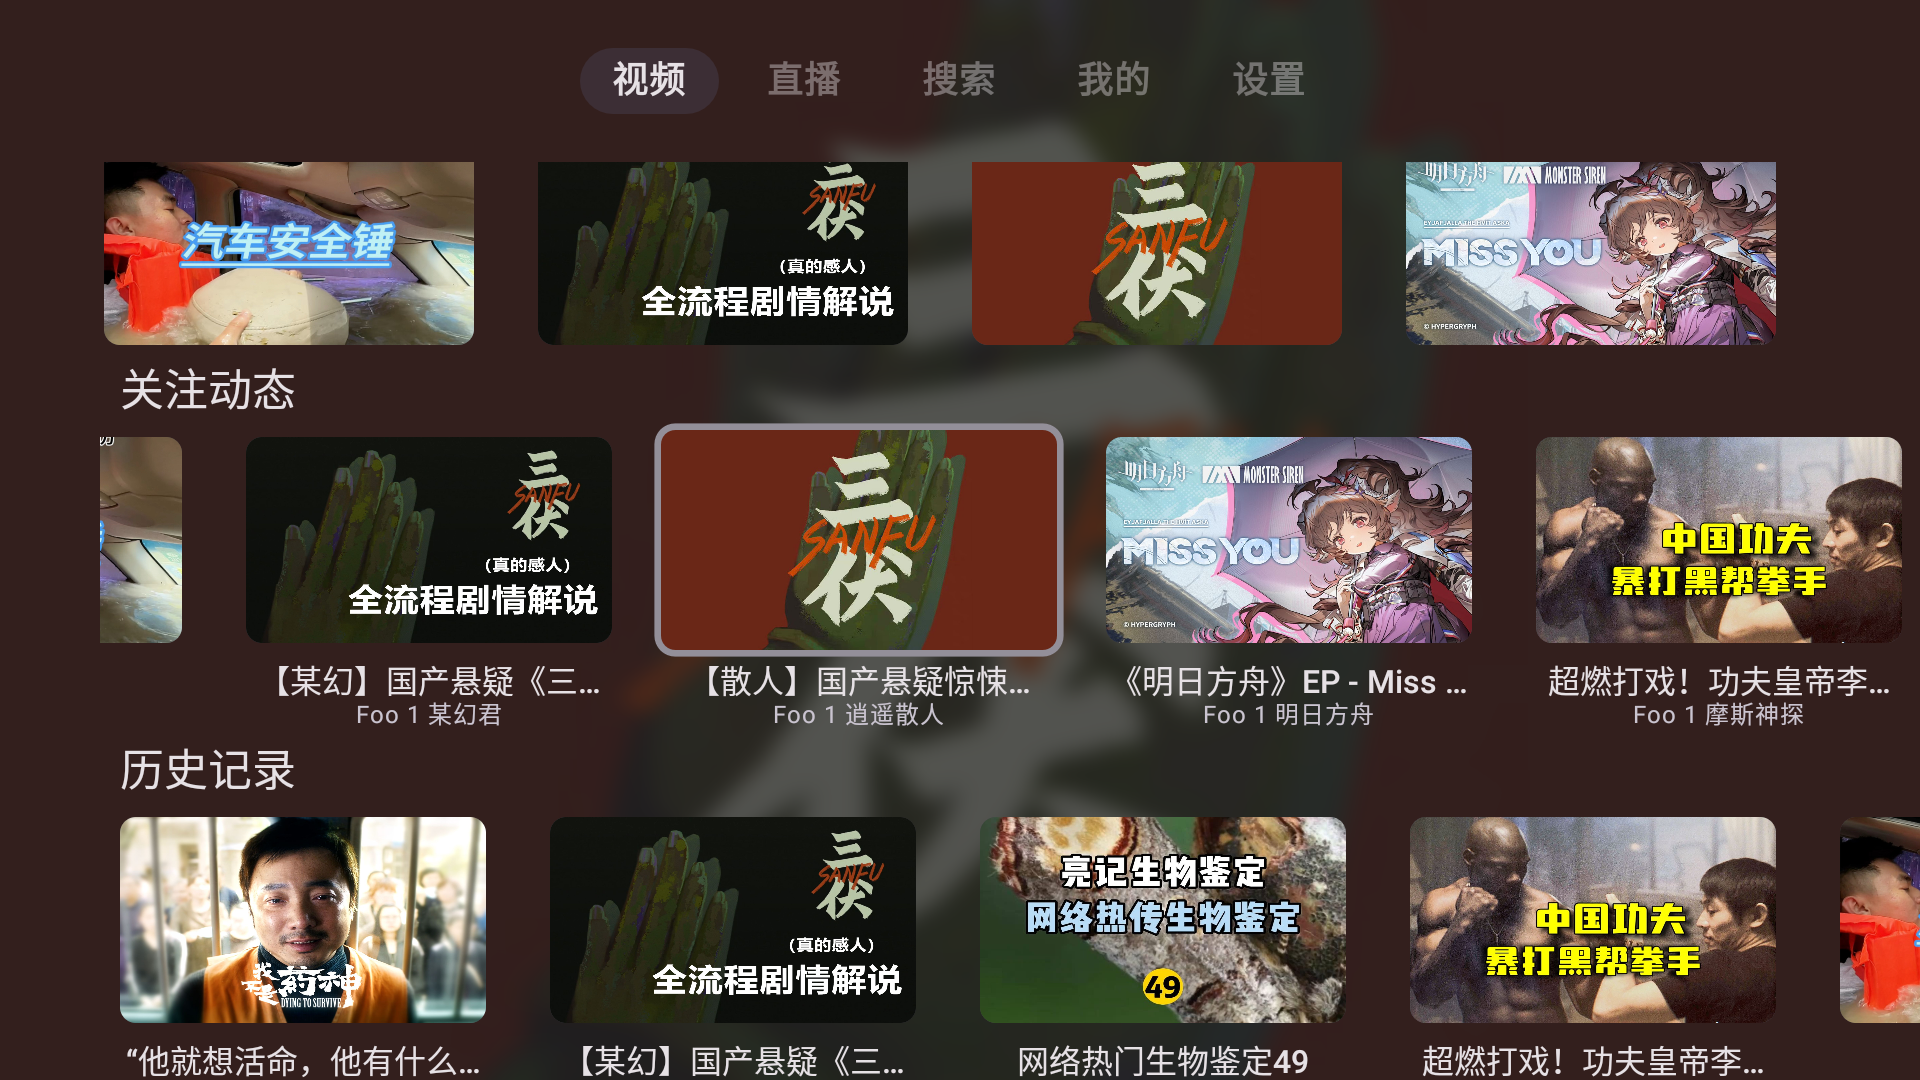 视频
直播
搜索
我的
设置
汽车安全锤
三伏
SANFU
(真的感人)
全流程剧情解说
三伏
SANFU
明日方舟
MONSTER SIREN
EYJAFJALLA THE HVIT ASKA
MISS YOU
© HYPERGRYPH
关注动态
三伏
SANFU
(真的感人)
全流程剧情解说
三伏
SANFU
明日方舟
MONSTER SIREN
EYJAFJALLA THE HVIT ASKA
MISS YOU
© HYPERGRYPH
中国功夫
暴打黑帮拳手
【某幻】国产悬疑《三...
【散人】国产悬疑惊悚...
《明日方舟》EP - Miss ...
超燃打戏！功夫皇帝李...
Foo 1 某幻君
Foo 1 逍遥散人
Foo 1 明日方舟
Foo 1 摩斯神探
历史记录
我不是药神
DYING TO SURVIVE
三伏
SANFU
(真的感人)
全流程剧情解说
亮记生物鉴定
网络热传生物鉴定
49
中国功夫
暴打黑帮拳手
“他就想活命，他有什么...
【某幻】国产悬疑《三...
网络热门生物鉴定49
超燃打戏！功夫皇帝李...